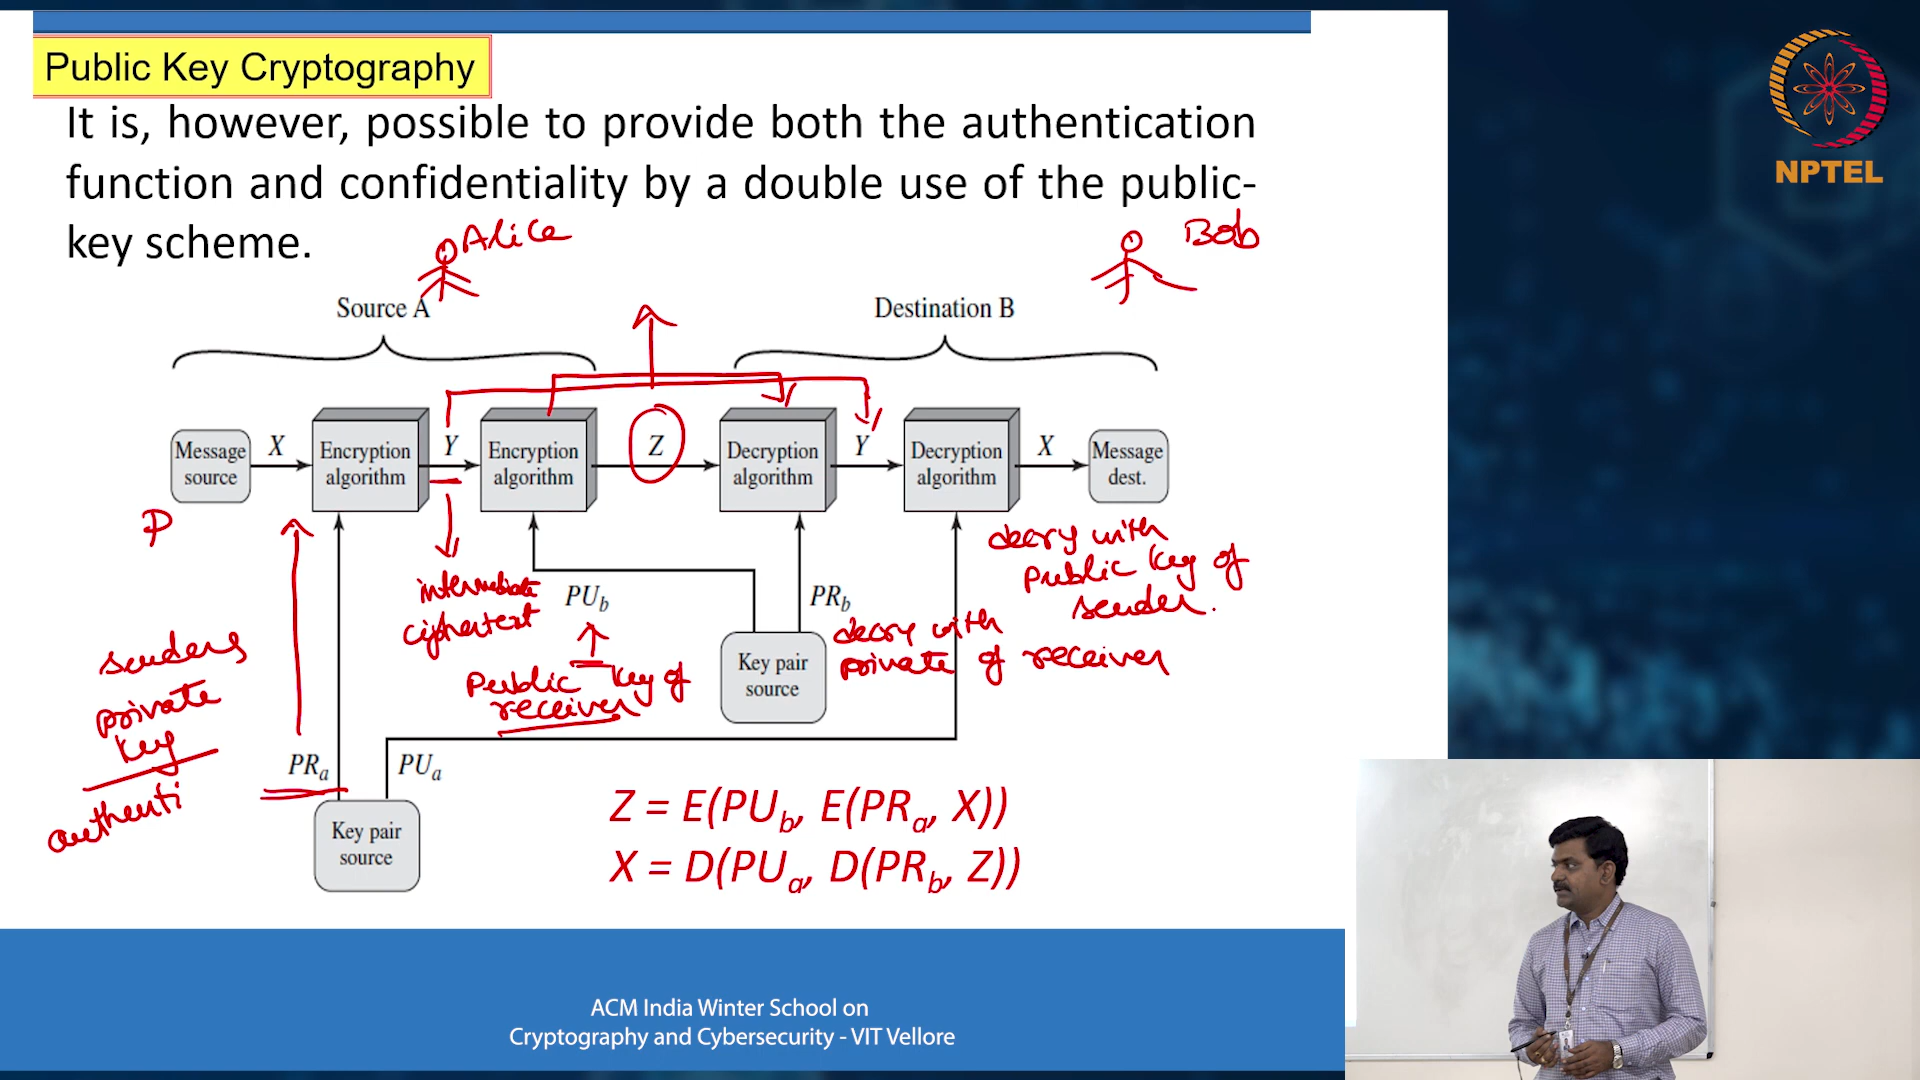 Public Key Cryptography
It is, however, possible to provide both the authentication
function and confidentiality by a double use of the public-
key scheme.
Alice
Bob
Source A
Destination B
Message
source
X
Encryption
algorithm
Y
Encryption
algorithm
Z
Decryption
algorithm
Y
Decryption
algorithm
X
Message
dest.
P
intermediate
ciphertext
PUb
Public key of
receiver
PRb
decry with
private of receiver
decry with
Public key of
sender.
senders
private
key
authenti
PRa
PUa
Key pair
source
Key pair
source
Z = E(PUb, E(PRa, X))
X = D(PUa, D(PRb, Z))
ACM India Winter School on
Cryptography and Cybersecurity - VIT Vellore
NPTEL